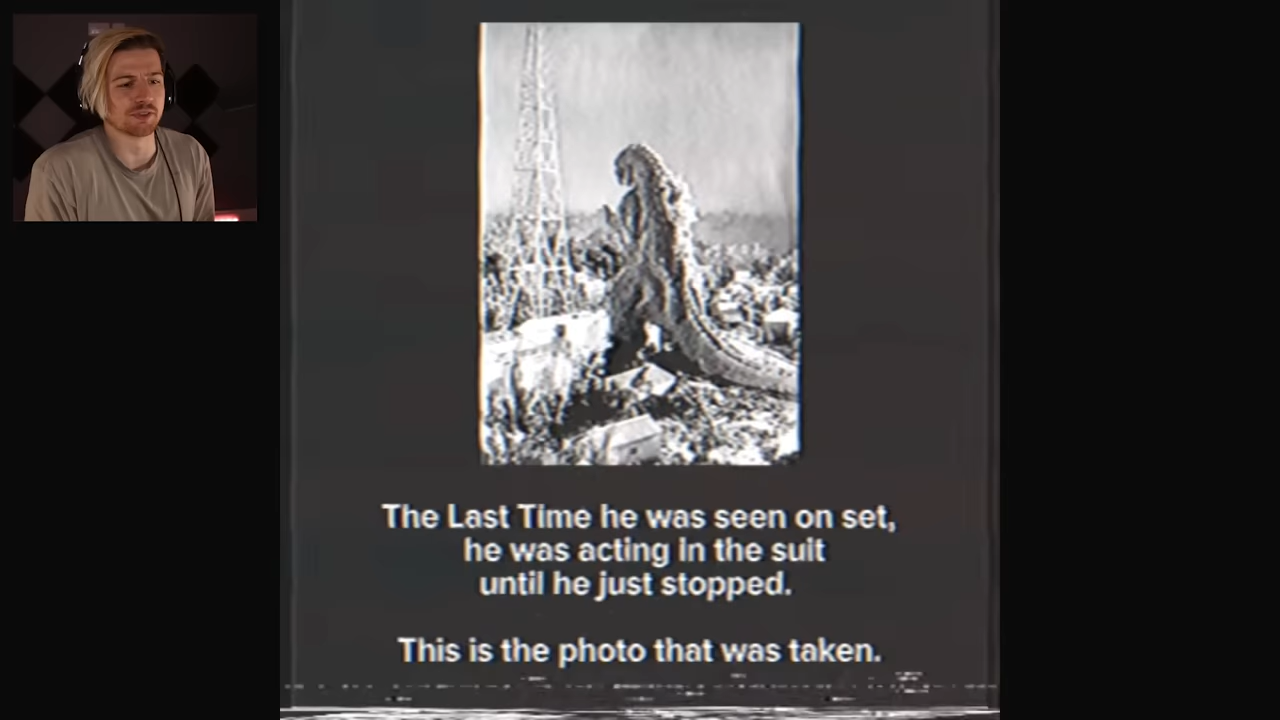 The Last Time he was seen on set,
he was acting in the suit
until he just stopped.
This is the photo that was taken.